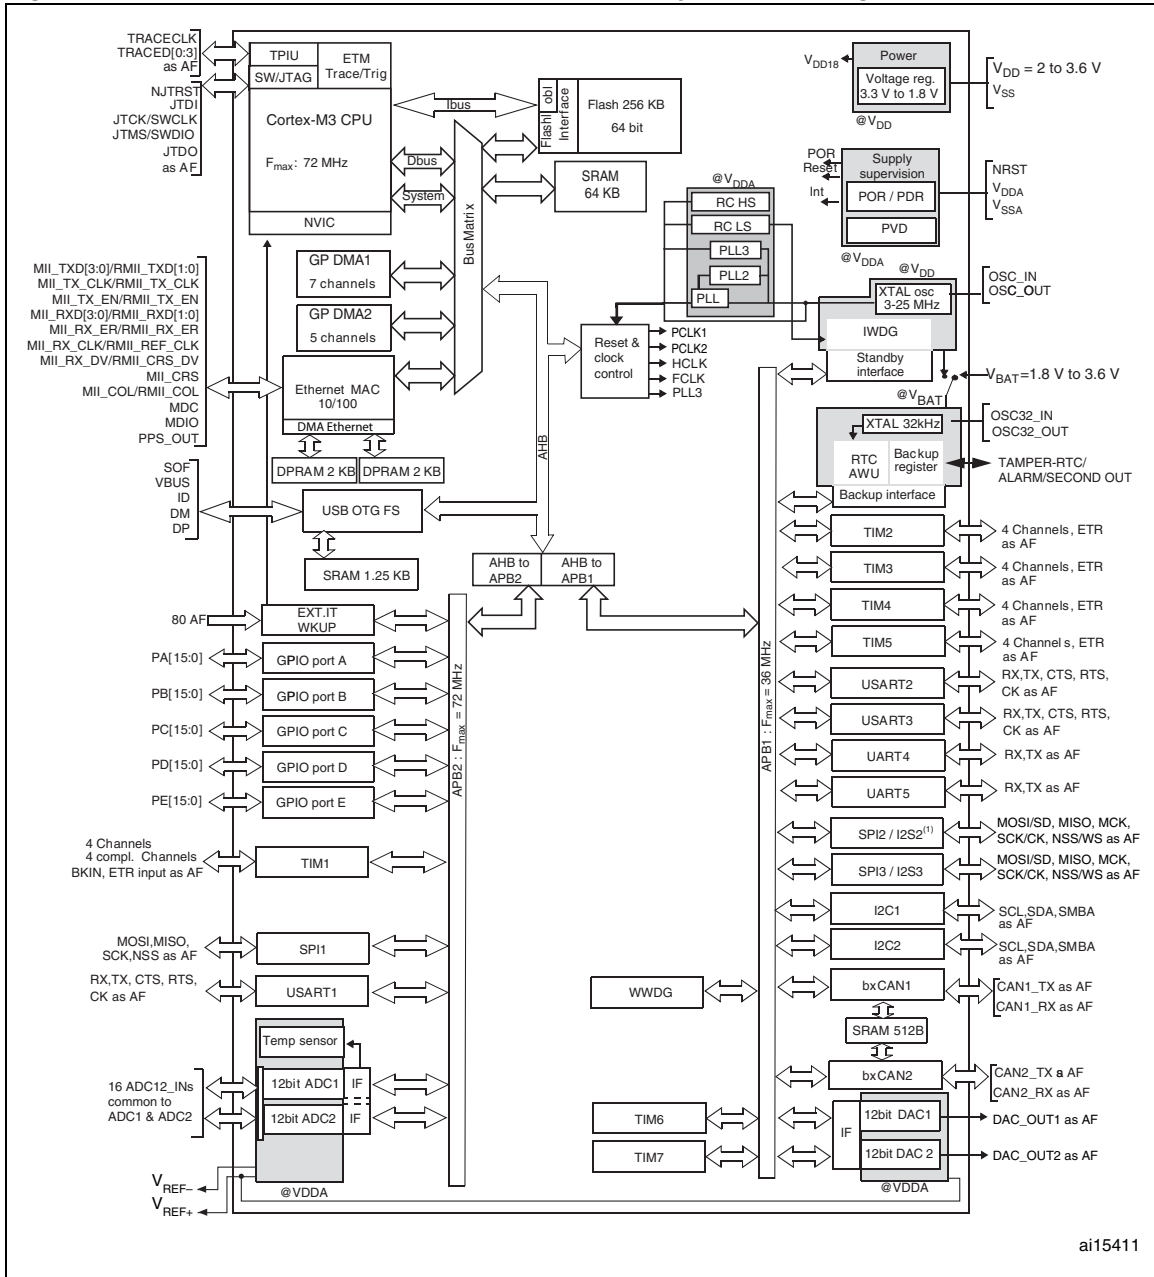 TRACECLK
TRACED[0:3]
as AF
TPIU
SW/JTAG
ETM
Trace/Trig
NJTRST
JTDI
JTCK/SWCLK
JTMS/SWDIO
JTDO
as AF
Cortex-M3 CPU
Fmax: 72 MHz
NVIC
Ibus
Dbus
System
BusMatrix
FlashI
obl
Interface
Flash 256 KB
64 bit
SRAM
64 KB
Power
VDD18
Voltage reg.
3.3 V to 1.8 V
@VDD
VDD = 2 to 3.6 V
VSS
POR
Reset
Int
Supply
supervision
POR / PDR
PVD
@VDDA
NRST
VDDA
VSSA
@VDDA
RC HS
RC LS
PLL3
PLL2
PLL
@VDD
XTAL osc
3-25 MHz
IWDG
Standby
interface
OSC_IN
OSC_OUT
GP DMA1
7 channels
GP DMA2
5 channels
MII_TXD[3:0]/RMII_TXD[1:0]
MII_TX_CLK/RMII_TX_CLK
MII_TX_EN/RMII_TX_EN
MII_RXD[3:0]/RMII_RXD[1:0]
MII_RX_ER/RMII_RX_ER
MII_RX_CLK/RMII_REF_CLK
MII_RX_DV/RMII_CRS_DV
MII_CRS
MII_COL/RMII_COL
MDC
MDIO
PPS_OUT
Ethernet MAC
10/100
DMA Ethernet
DPRAM 2 KB
DPRAM 2 KB
Reset &
clock
control
PCLK1
PCLK2
HCLK
FCLK
PLL3
VBAT=1.8 V to 3.6 V
@VBAT
XTAL 32kHz
OSC32_IN
OSC32_OUT
RTC
AWU
Backup
register
Backup interface
TAMPER-RTC/
ALARM/SECOND OUT
AHB
SOF
VBUS
ID
DM
DP
USB OTG FS
SRAM 1.25 KB
AHB to
APB2
AHB to
APB1
80 AF
EXT.IT
WKUP
PA[15:0]
GPIO port A
PB[15:0]
GPIO port B
PC[15:0]
GPIO port C
PD[15:0]
GPIO port D
PE[15:0]
GPIO port E
4 Channels
4 compl. Channels
BKIN, ETR input as AF
TIM1
MOSI,MISO,
SCK,NSS as AF
SPI1
RX,TX, CTS, RTS,
CK as AF
USART1
Temp sensor
16 ADC12_INs
common to
ADC1 & ADC2
12bit ADC1
IF
12bit ADC2
IF
VREF–
VREF+
@VDDA
APB2 : Fmax = 72 MHz
APB1 : Fmax = 36 MHz
TIM2
4 Channels, ETR
as AF
TIM3
4 Channels, ETR
as AF
TIM4
4 Channels, ETR
as AF
TIM5
4 Channels, ETR
as AF
USART2
RX,TX, CTS, RTS,
CK as AF
USART3
RX,TX, CTS, RTS,
CK as AF
UART4
RX,TX as AF
UART5
RX,TX as AF
SPI2 / I2S2(1)
MOSI/SD, MISO, MCK,
SCK/CK, NSS/WS as AF
SPI3 / I2S3
MOSI/SD, MISO, MCK,
SCK/CK, NSS/WS as AF
I2C1
SCL,SDA,SMBA
as AF
I2C2
SCL,SDA,SMBA
as AF
WWDG
bxCAN1
CAN1_TX as AF
CAN1_RX as AF
SRAM 512B
bxCAN2
CAN2_TX a AF
CAN2_RX as AF
TIM6
TIM7
IF
12bit DAC1
DAC_OUT1 as AF
12bit DAC 2
DAC_OUT2 as AF
@VDDA
ai15411